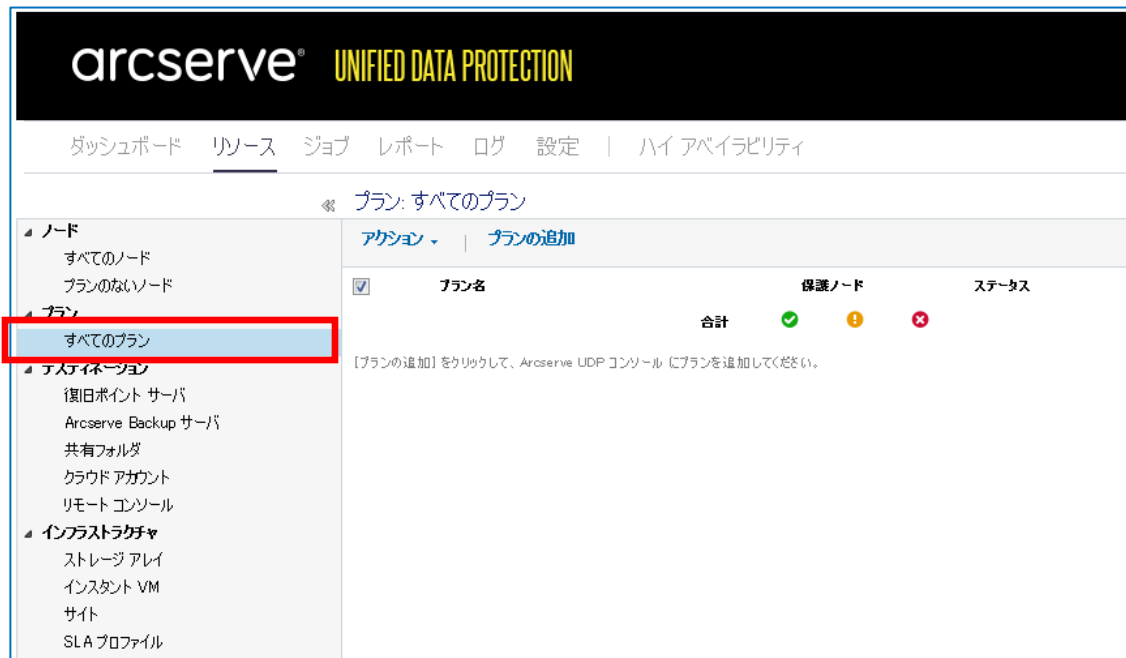 arcserve® UNIFIED DATA PROTECTION
ダッシュボード リソース ジョブ レポート ログ 設定 | ハイ アベイラビリティ
プラン: すべてのプラン
アクション | プランの追加
ノード
すべてのノード
プランのないノード
プラン
すべてのプラン
デスティネーション
復旧ポイント サーバ
Arcserve Backup サーバ
共有フォルダ
クラウド アカウント
リモート コンソール
インフラストラクチャ
ストレージ アレイ
インスタント VM
サイト
SLA プロファイル
プラン名 保護ノード ステータス
合計
[プランの追加] をクリックして、Arcserve UDP コンソール にプランを追加してください。